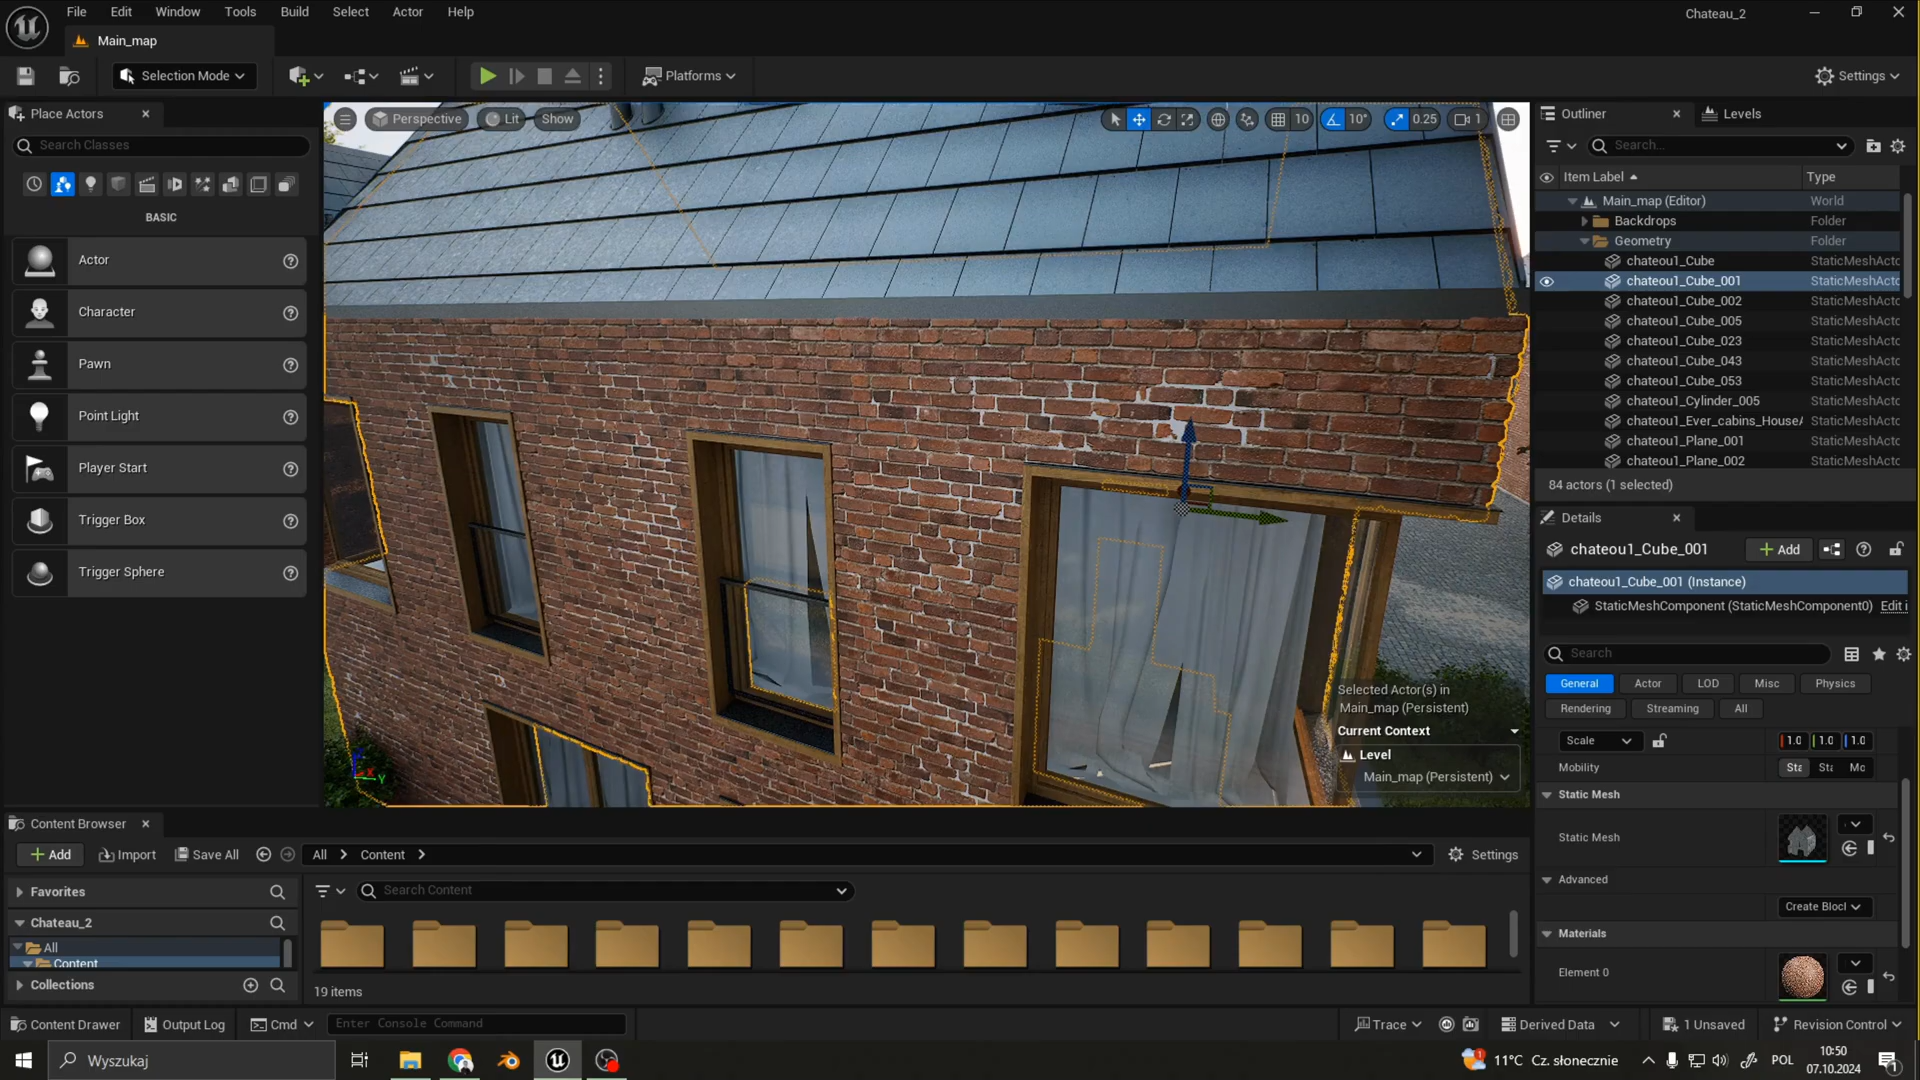 File Edit Window Tools Build Select Actor Help
Chateau_2
Main_map
Selection Mode
Platforms
Settings
Place Actors
Search Classes
BASIC
Actor
Character
Pawn
Point Light
Player Start
Trigger Box
Trigger Sphere
Perspective Lit Show
10 10° 0.25 1
Selected Actor(s) in
Main_map (Persistent)
Current Context
Level
Main_map (Persistent)
Outliner Levels
Search...
Item Label Type
Main_map (Editor) World
Backdrops Folder
Geometry Folder
chateou1_Cube StaticMeshActo
chateou1_Cube_001 StaticMeshActo
chateou1_Cube_002 StaticMeshActo
chateou1_Cube_005 StaticMeshActo
chateou1_Cube_023 StaticMeshActo
chateou1_Cube_043 StaticMeshActo
chateou1_Cube_053 StaticMeshActo
chateou1_Cylinder_005 StaticMeshActo
chateou1_Ever_cabins_HouseA StaticMeshActo
chateou1_Plane_001 StaticMeshActo
chateou1_Plane_002 StaticMeshActo
84 actors (1 selected)
Details
chateou1_Cube_001 Add
chateou1_Cube_001 (Instance)
StaticMeshComponent (StaticMeshComponent0) Edit i
Search
General Actor LOD Misc Physics
Rendering Streaming All
Scale 1.0 1.0 1.0
Mobility Sta Sta Mo
Static Mesh
Static Mesh
Advanced
Create Blocl
Materials
Element 0
Content Browser
Add Import Save All All Content Settings
Favorites
Search Content
Chateau_2
All
Content
Collections
19 items
Content Drawer Output Log Cmd Enter Console Command Trace Derived Data 1 Unsaved Revision Control
Wyszukaj
1 11°C Cz. słonecznie POL 10:50
07.10.2024
1